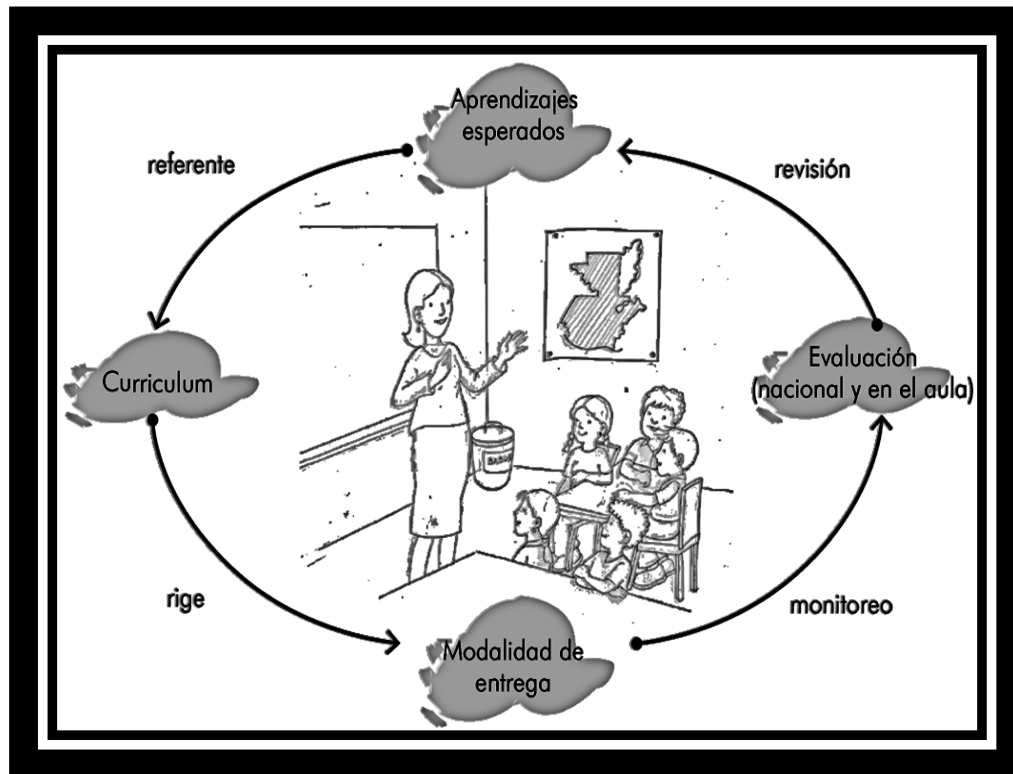 Aprendizajes
esperados
referente
revisión
Curriculum
Evaluación
(nacional y en el aula)
rige
monitoreo
Modalidad de
entrega